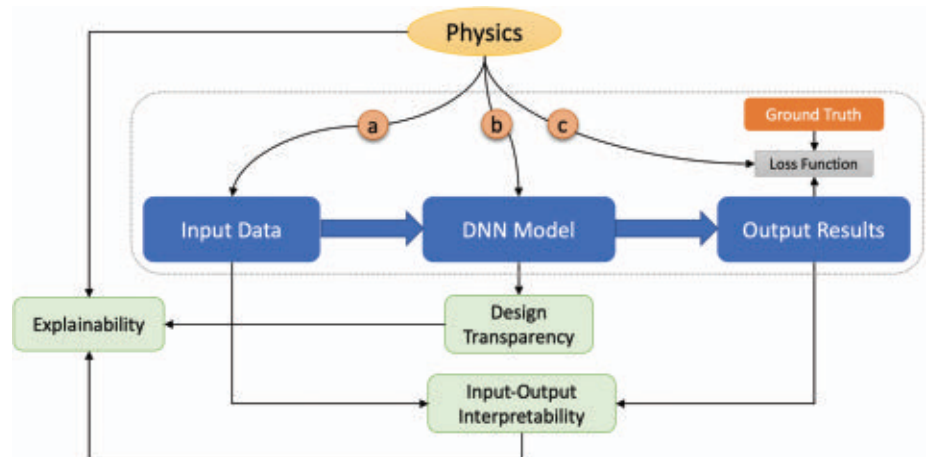 Physics
a
b
c
Ground Truth
Loss Function
Input Data
DNN Model
Output Results
Explainability
Design
Transparency
Input-Output
Interpretability